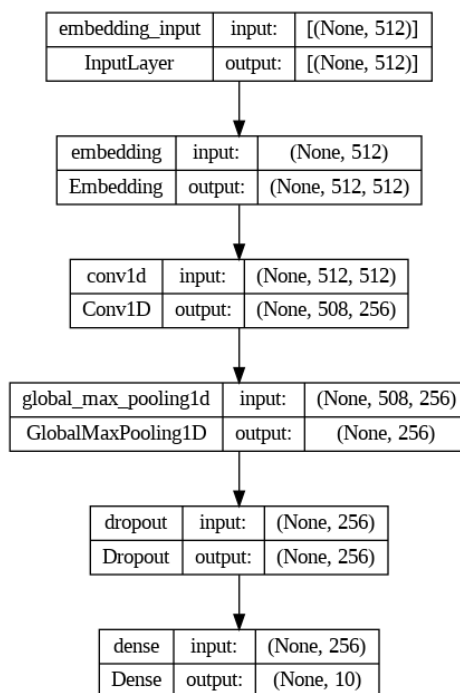 embedding_input input: [(None, 512)]
InputLayer output: [(None, 512)]
embedding input: (None, 512)
Embedding output: (None, 512, 512)
conv1d input: (None, 512, 512)
Conv1D output: (None, 508, 256)
global_max_pooling1d input: (None, 508, 256)
GlobalMaxPooling1D output: (None, 256)
dropout input: (None, 256)
Dropout output: (None, 256)
dense input: (None, 256)
Dense output: (None, 10)